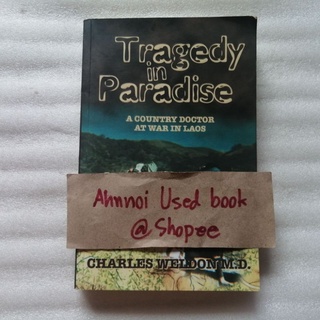 Tragedy
in
Paradise
A COUNTRY DOCTOR
AT WAR IN LAOS
Ahnnoi Used book
@ Shopee
CHARLES WELDON M.D.